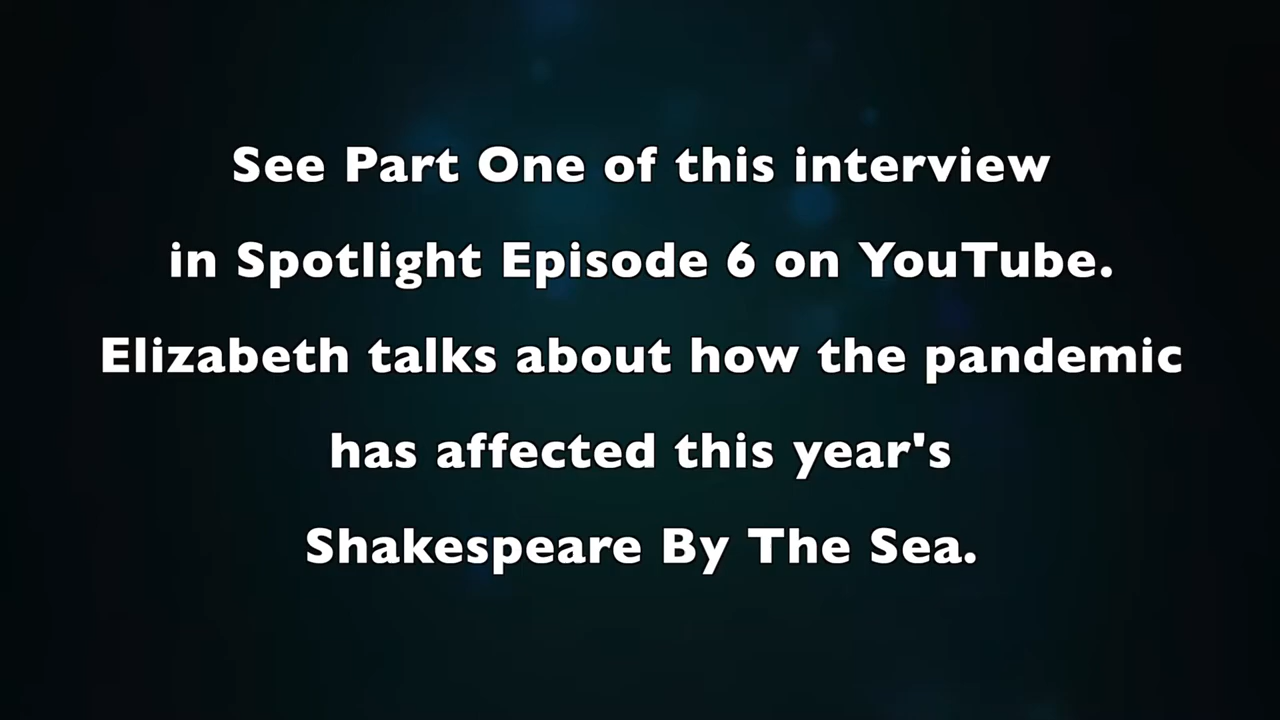 See Part One of this interview
in Spotlight Episode 6 on YouTube.
Elizabeth talks about how the pandemic
has affected this year's
Shakespeare By The Sea.